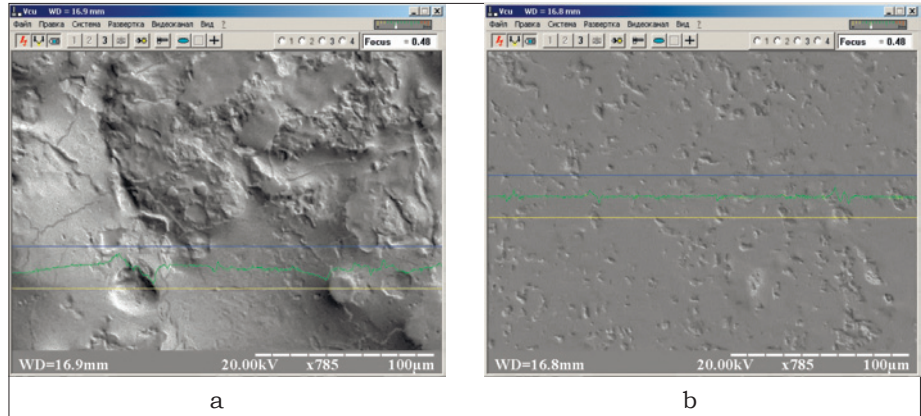 Vcu WD = 16.9 mm
Файл Правка Система Развертка Видеоканал Вид ?
1 2 3 1 2 3 4 Focus = 0.48
WD=16.9mm 20.00kV x785 100µm
a
Vcu WD = 16.8 mm
Файл Правка Система Развертка Видеоканал Вид ?
1 2 3 1 2 3 4 Focus = 0.48
WD=16.8mm 20.00kV x785 100µm
b